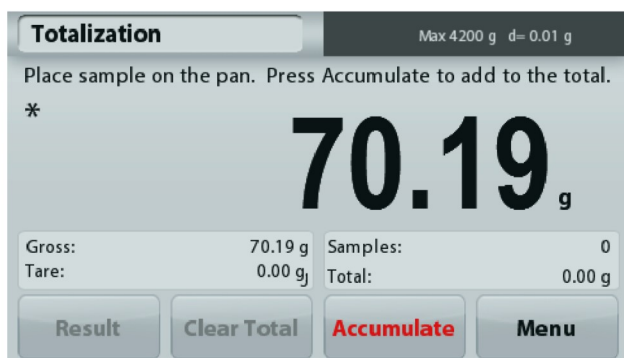 Totalization
Max 4200 g d= 0.01 g
Place sample on the pan. Press Accumulate to add to the total.
*
70.19 g
Gross: 70.19 g
Tare: 0.00 g
Samples: 0
Total: 0.00 g
Result
Clear Total
Accumulate
Menu